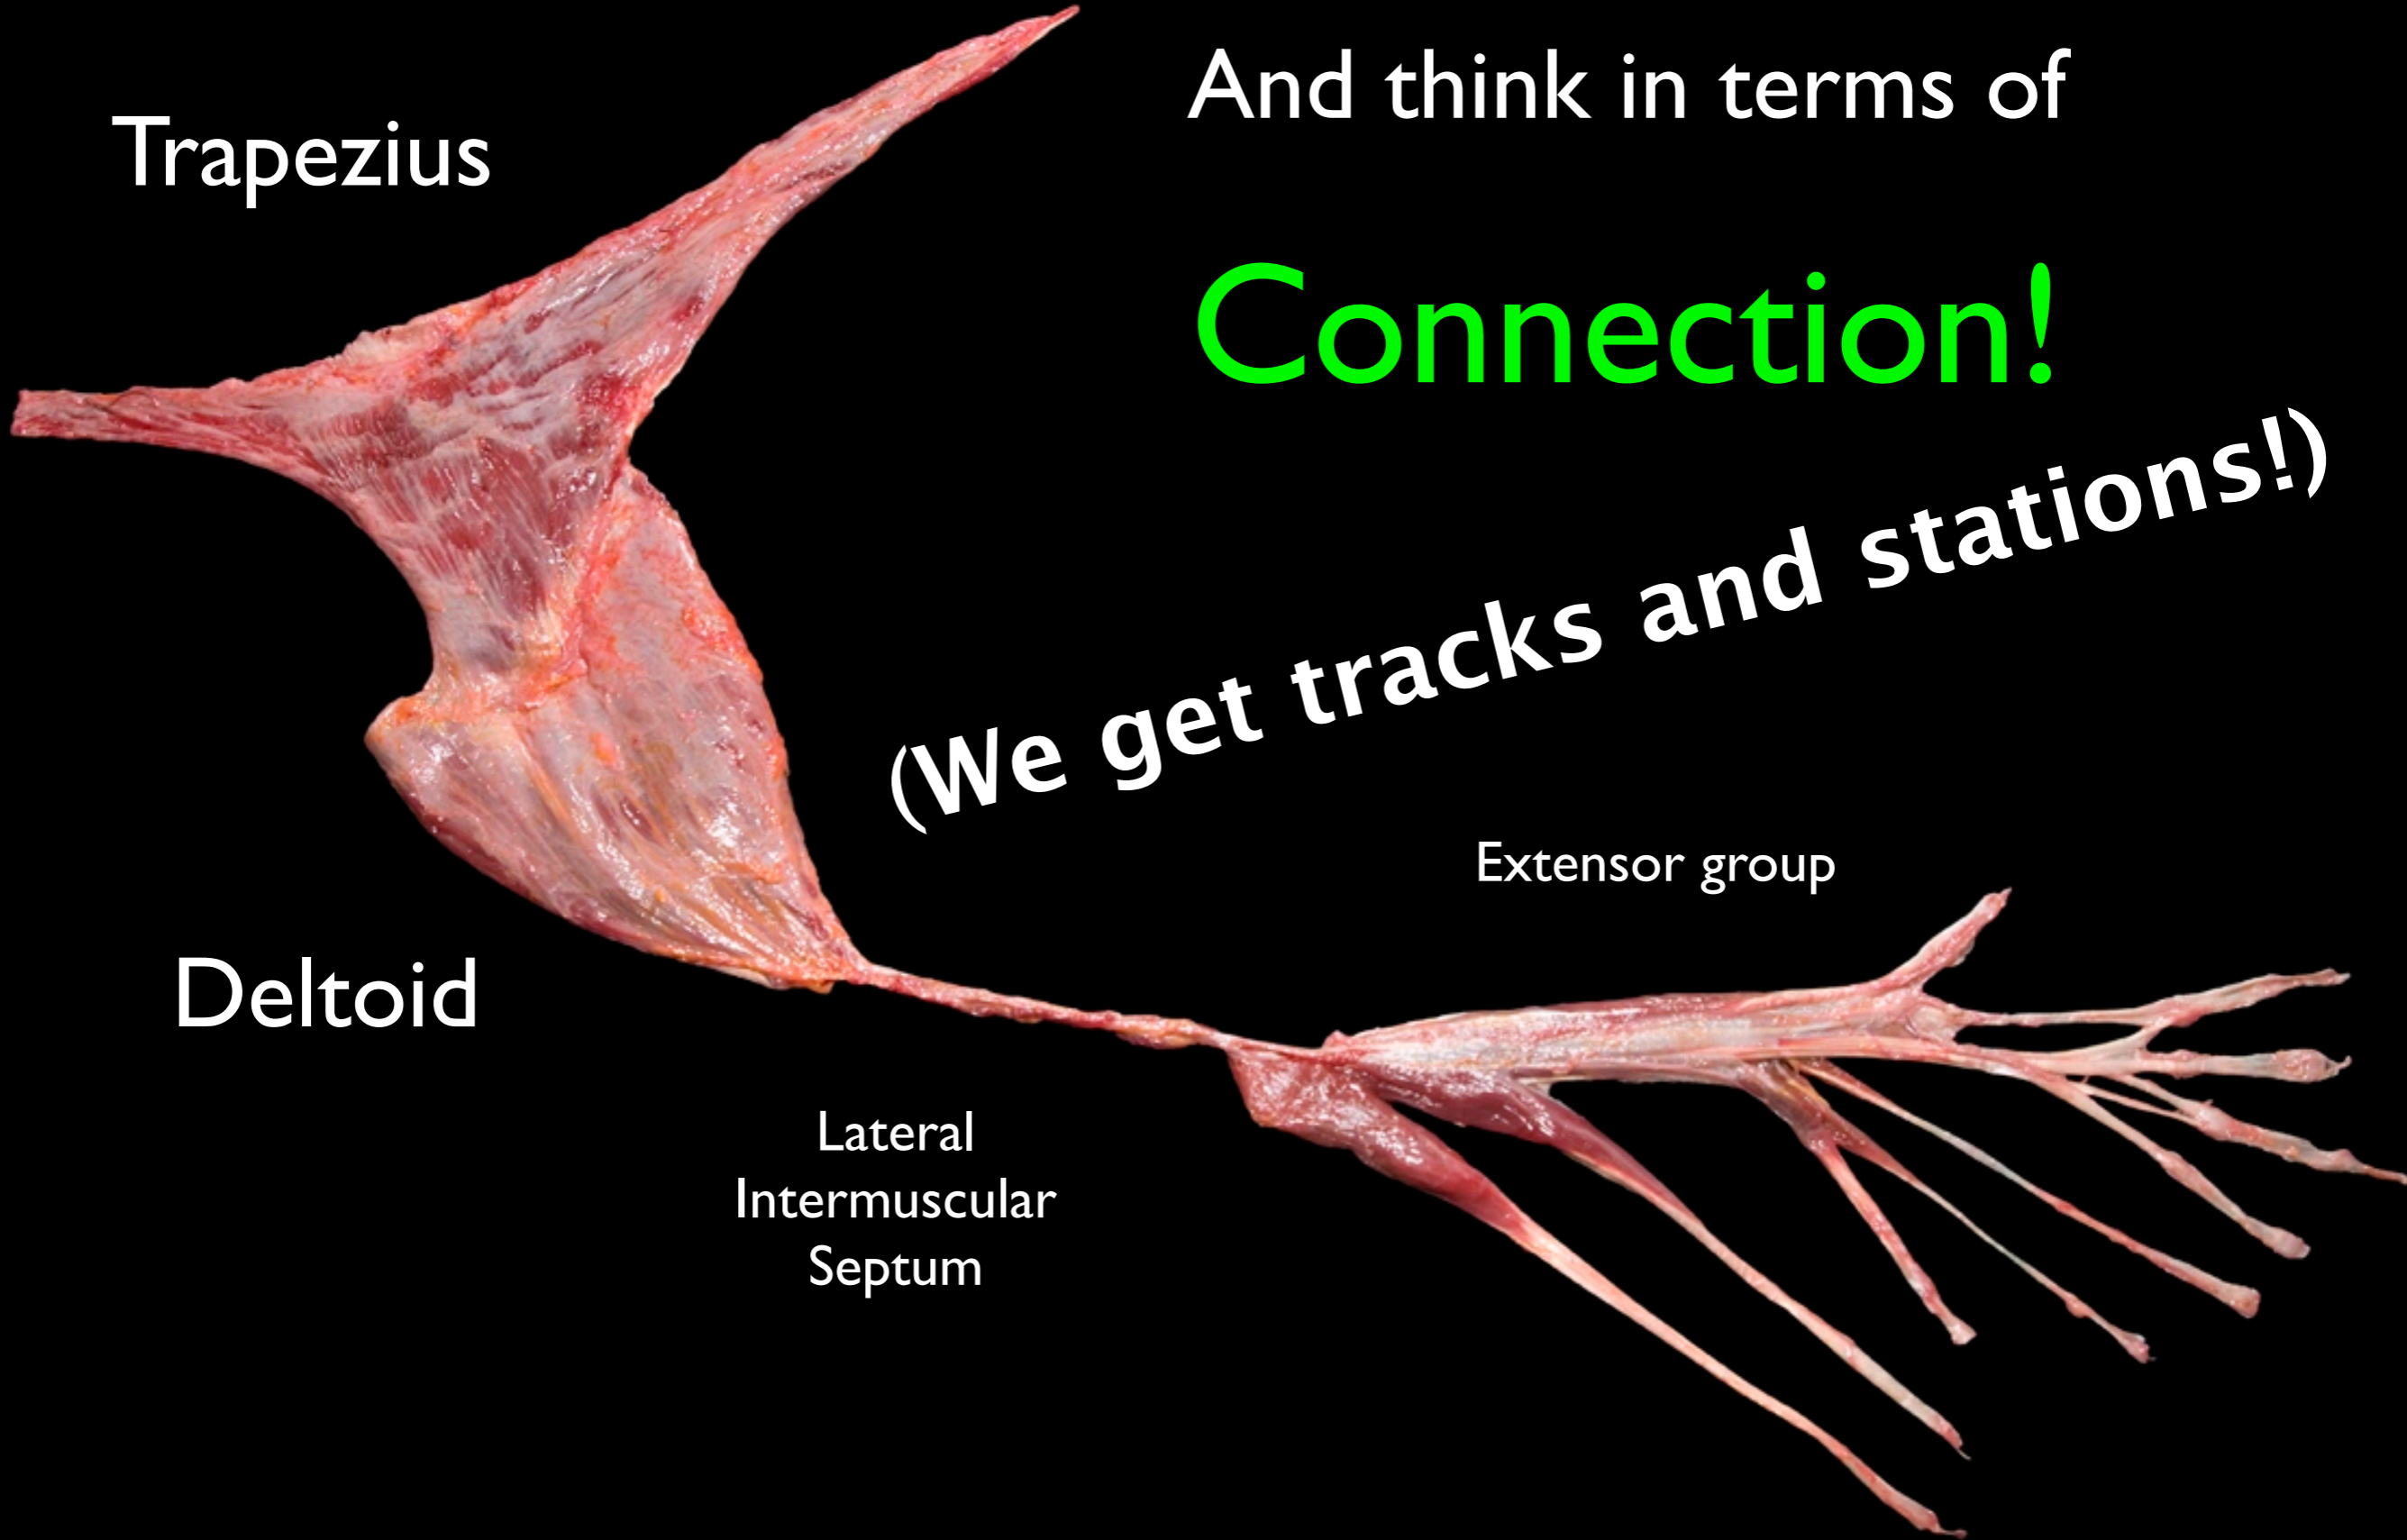 Trapezius
And think in terms of
Connection!
(We get tracks and stations!)
Extensor group
Deltoid
Lateral
Intermuscular
Septum